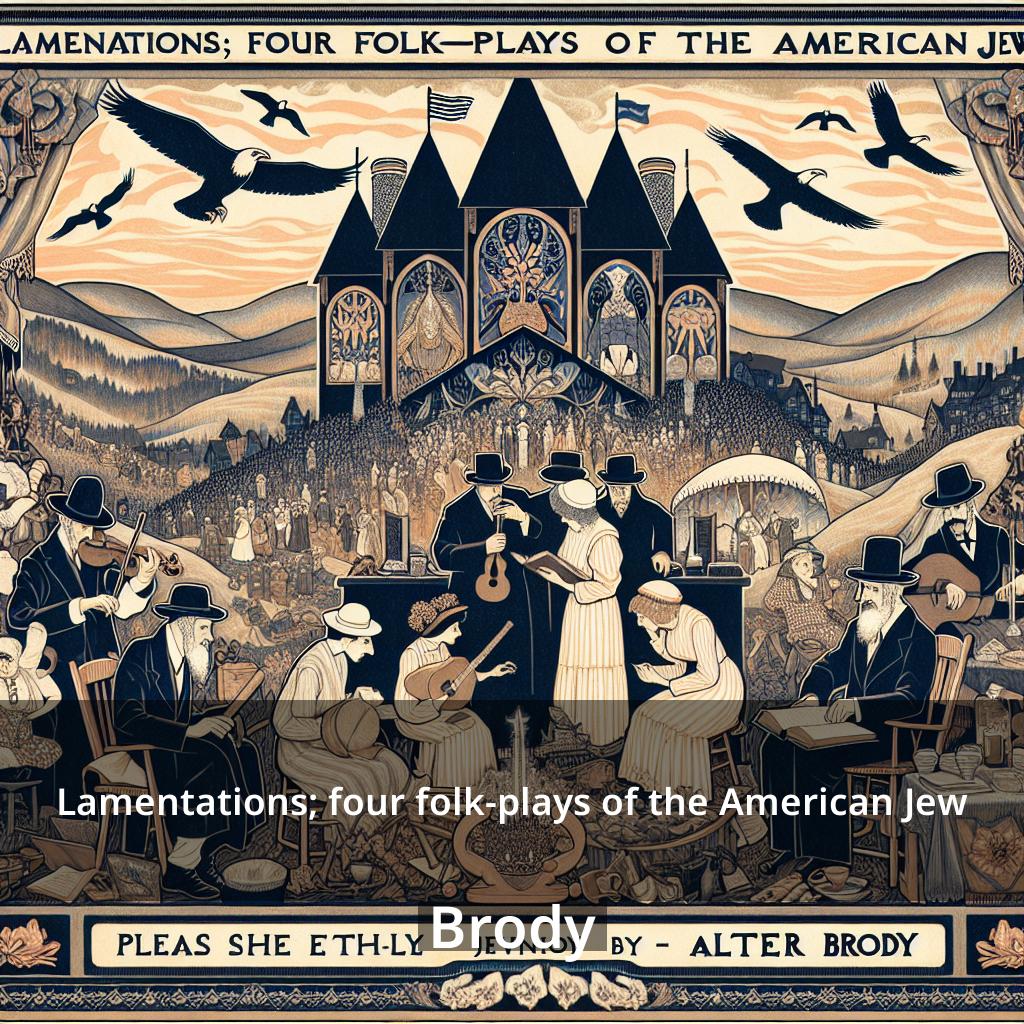 LAMENATIONS; FOUR FOLK—PLAYS OF THE AMERICAN JEW
Lamentations; four folk-plays of the American Jew
Brody
PLEAS SHE ETH-LY BY - ALTER BRODY